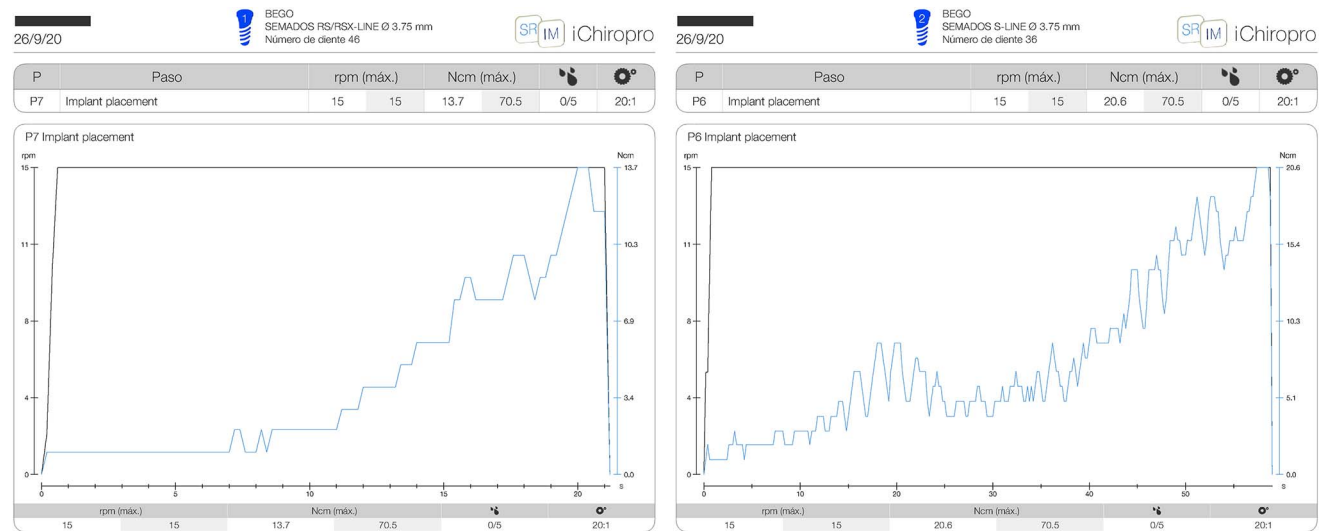 26/9/20
1
BEGO
SEMADOS RS/RSX-LINE Ø 3.75 mm
Número de diente 46
SR IM iChiropro
P Paso rpm (máx.) Ncm (máx.)
P7 Implant placement 15 15 13.7 70.5 0/5 20:1
P7 Implant placement
rpm Ncm
15 13.7
11 10.3
8 6.9
4 3.4
0 0.0
0 5 10 15 20 s
rpm (máx.) Ncm (máx.)
15 15 13.7 70.5 0/5 20:1
26/9/20
2
BEGO
SEMADOS S-LINE Ø 3.75 mm
Número de diente 36
SR IM iChiropro
P Paso rpm (máx.) Ncm (máx.)
P6 Implant placement 15 15 20.6 70.5 0/5 20:1
P6 Implant placement
rpm Ncm
15 20.6
11 15.4
8 10.3
4 5.1
0 0.0
0 10 20 30 40 50 s
rpm (máx.) Ncm (máx.)
15 15 20.6 70.5 0/5 20:1